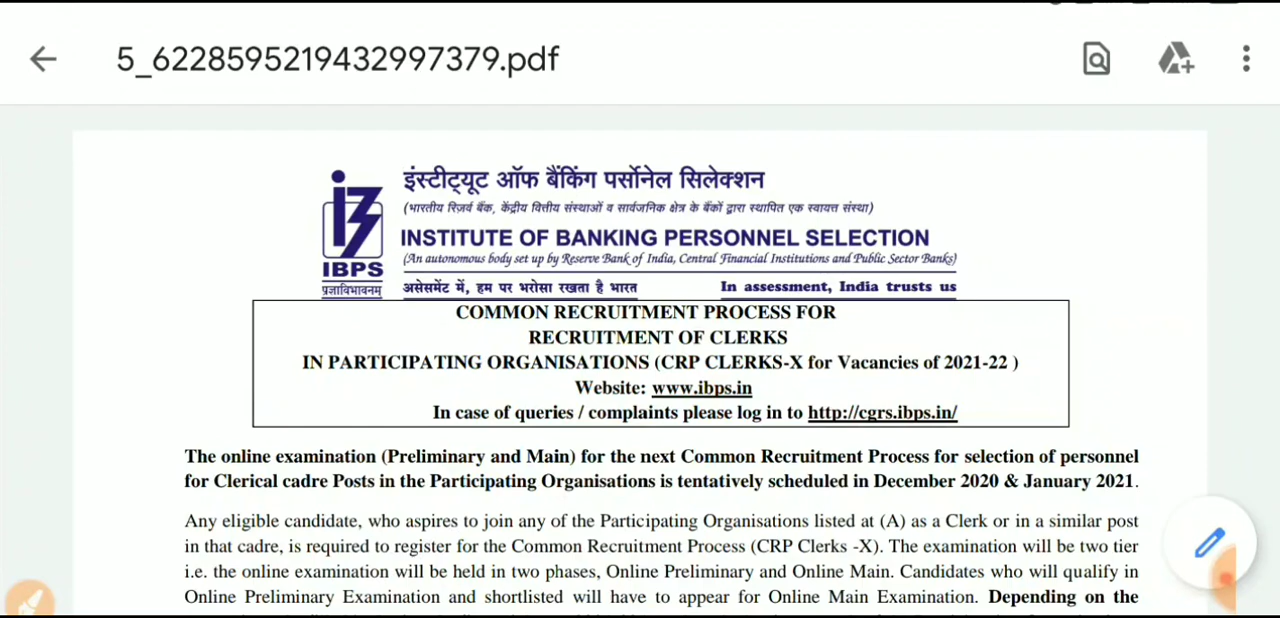 5_6228595219432997379.pdf
इंस्टीट्यूट ऑफ बैंकिंग पर्सोनेल सिलेक्शन
(भारतीय रिज़र्व बैंक, केंद्रीय वित्तीय संस्थाओं व सार्वजनिक क्षेत्र के बैंकों द्वारा स्थापित एक स्वायत्त संस्था)
INSTITUTE OF BANKING PERSONNEL SELECTION
(An autonomous body set up by Reserve Bank of India, Central Financial Institutions and Public Sector Banks)
IBPS
प्रज्ञाविभावनम्
असेसमेंट में, हम पर भरोसा रखता है भारत In assessment, India trusts us
COMMON RECRUITMENT PROCESS FOR
RECRUITMENT OF CLERKS
IN PARTICIPATING ORGANISATIONS (CRP CLERKS-X for Vacancies of 2021-22 )
Website: www.ibps.in
In case of queries / complaints please log in to http://cgrs.ibps.in/
The online examination (Preliminary and Main) for the next Common Recruitment Process for selection of personnel
for Clerical cadre Posts in the Participating Organisations is tentatively scheduled in December 2020 & January 2021.
Any eligible candidate, who aspires to join any of the Participating Organisations listed at (A) as a Clerk or in a similar post
in that cadre, is required to register for the Common Recruitment Process (CRP Clerks -X). The examination will be two tier
i.e. the online examination will be held in two phases, Online Preliminary and Online Main. Candidates who will qualify in
Online Preliminary Examination and shortlisted will have to appear for Online Main Examination. Depending on the